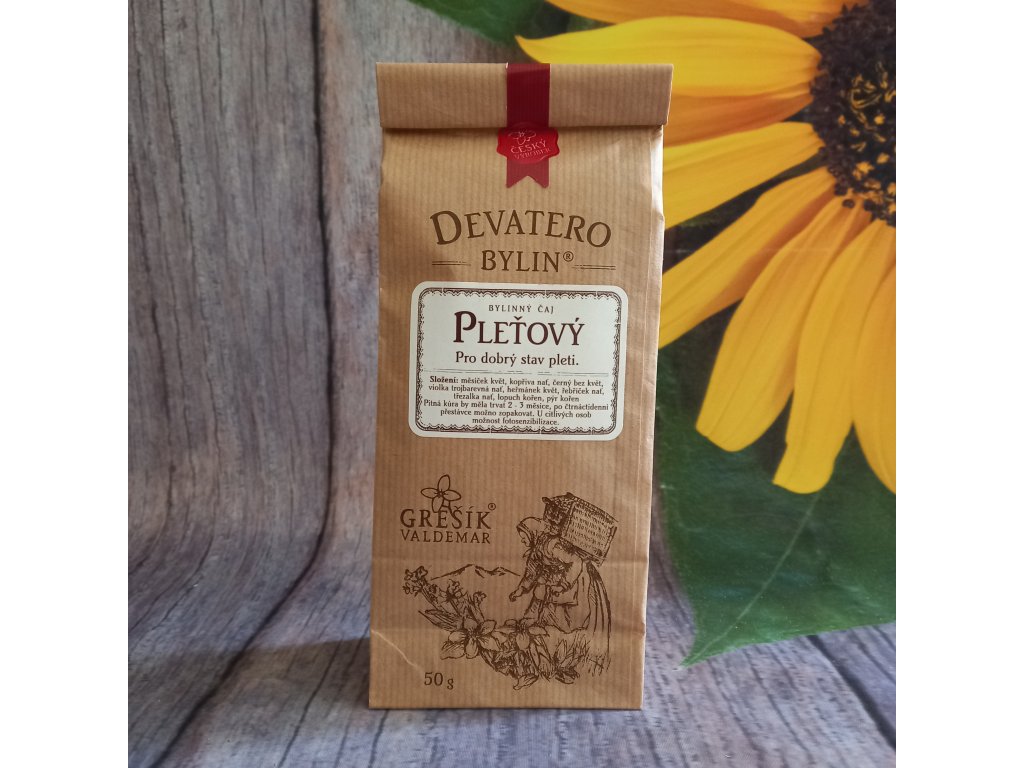 ČESKÝ
VÝROBEK
DEVATERO
BYLIN®
BYLINNÝ ČAJ
PLEŤOVÝ
Pro dobrý stav pleti.
Složení: měsíček květ, kopřiva nať, černý bez květ,
violka trojbarevná nať, heřmánek květ, řebříček nať,
třezalka nať, lopuch kořen, pýr kořen
Pitná kúra by měla trvat 2 - 3 měsíce, po čtrnáctidenní
přestávce možno zopakovat. U citlivých osob
možnost fotosenzibilizace.
GREŠÍK®
VALDEMAR
50 g